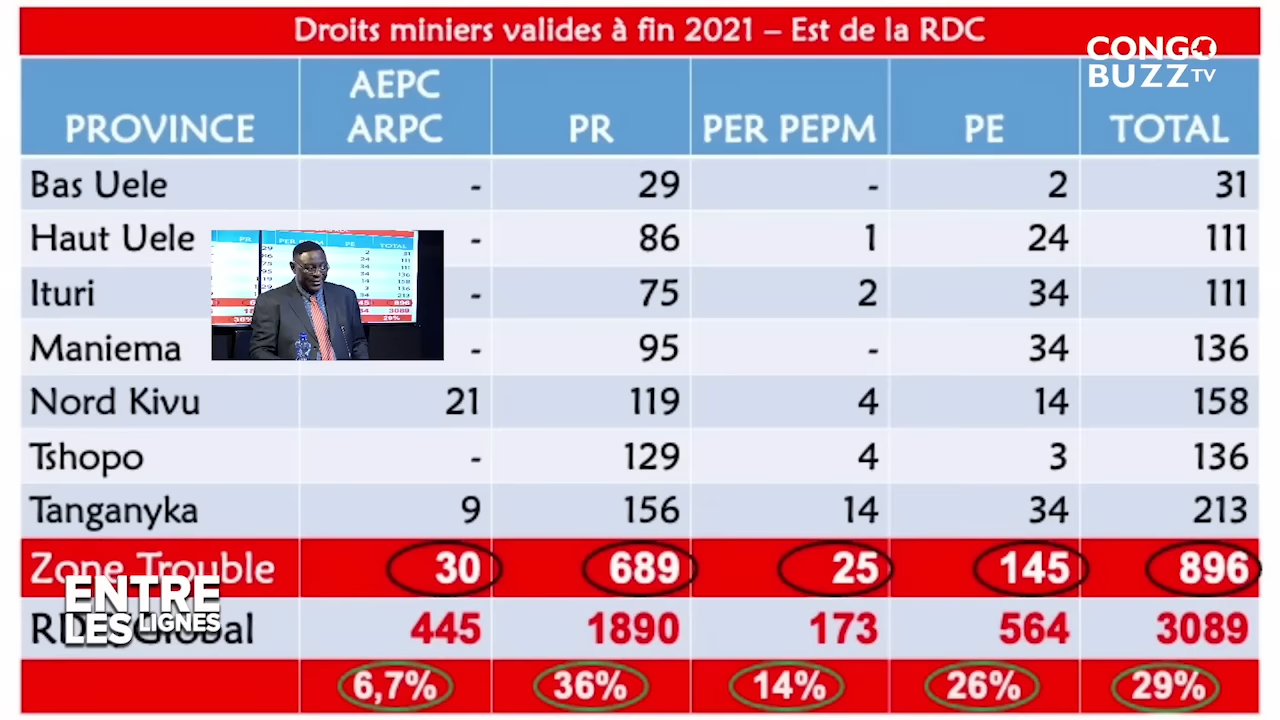 Droits miniers valides à fin 2021 – Est de la RDC
CONGO
BUZZ TV
PROVINCE AEPC ARPC PR PER PEPM PE TOTAL
Bas Uele - 29 - 2 31
Haut Uele - 86 1 24 111
Ituri - 75 2 34 111
Maniema - 95 - 34 136
Nord Kivu 21 119 4 14 158
Tshopo - 129 4 3 136
Tanganyka 9 156 14 34 213
Zone Trouble 30 689 25 145 896
ENTRE
LES LIGNES
Global 445 1890 173 564 3089
6,7% 36% 14% 26% 29%